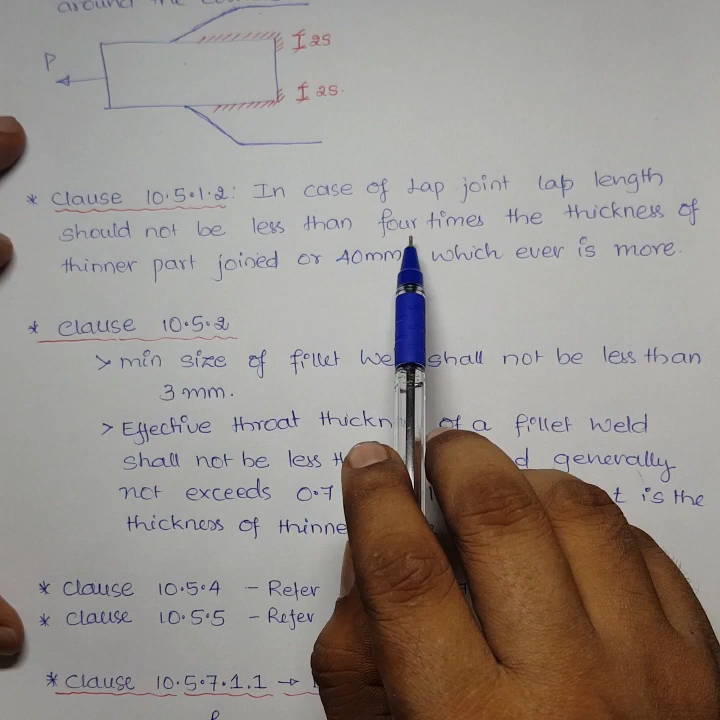 around the
P
2S
2S.
* Clause 10.5.1.2: In case of Lap joint lap length
should not be less than four times the thickness of
thinner part joined or 40mm which ever is more.
* Clause 10.5.2
> min size of fillet shall not be less than
3 mm.
> Effective throat of a fillet weld
shall not be less generally
not exceeds 0.7 t is the
thickness of
* Clause 10.5.4 - Refer
* Clause 10.5.5 - Refer
* Clause 10.5.7.1.1 →
P